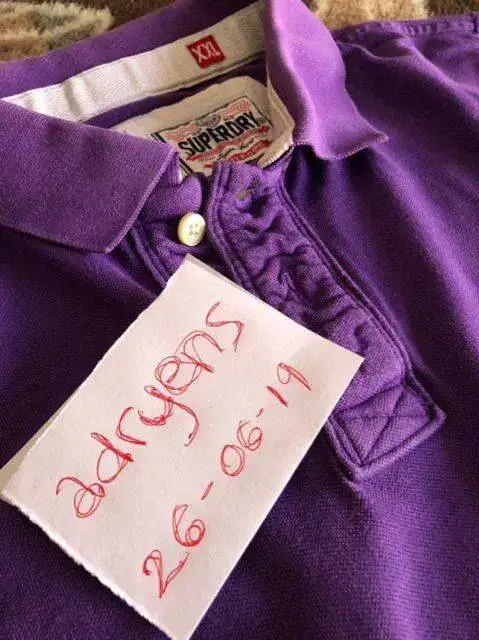 XXL
SUPERDRY
adryens
26-06-19